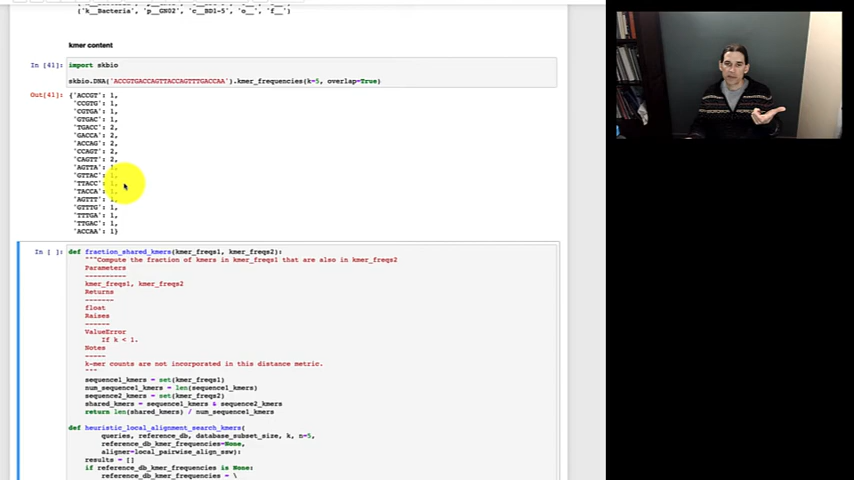 ('k__Bacteria', 'p__GN02', 'c__BD1-5', 'o__', 'f__')
kmer content
In [41]: import skbio
skbio.DNA('ACCGTGACCAGTTACCAGTTTGACCAA').kmer_frequencies(k=5, overlap=True)
Out[41]: {'ACCGT': 1,
'CCGTG': 1,
'CGTGA': 1,
'GTGAC': 1,
'TGACC': 2,
'GACCA': 2,
'ACCAG': 2,
'CCAGT': 2,
'CAGTT': 2,
'AGTTA': 1,
'GTTAC': 1,
'TTACC': 1,
'TACCA': 1,
'AGTTT': 1,
'GTTTG': 1,
'TTTGA': 1,
'TTGAC': 1,
'ACCAA': 1}
In [ ]: def fraction_shared_kmers(kmer_freqs1, kmer_freqs2):
"""Compute the fraction of kmers in kmer_freqs1 that are also in kmer_freqs2
Parameters
----------
kmer_freqs1, kmer_freqs2
Returns
-------
float
Raises
------
ValueError
If k < 1.
Notes
-----
k-mer counts are not incorporated in this distance metric.
"""
sequence1_kmers = set(kmer_freqs1)
num_sequence1_kmers = len(sequence1_kmers)
sequence2_kmers = set(kmer_freqs2)
shared_kmers = sequence1_kmers & sequence2_kmers
return len(shared_kmers) / num_sequence1_kmers
def heuristic_local_alignment_search_kmers(
queries, reference_db, database_subset_size, k, n=5,
reference_db_kmer_frequencies=None,
aligner=local_pairwise_align_ssw):
results = []
if reference_db_kmer_frequencies is None:
reference_db_kmer_frequencies = \